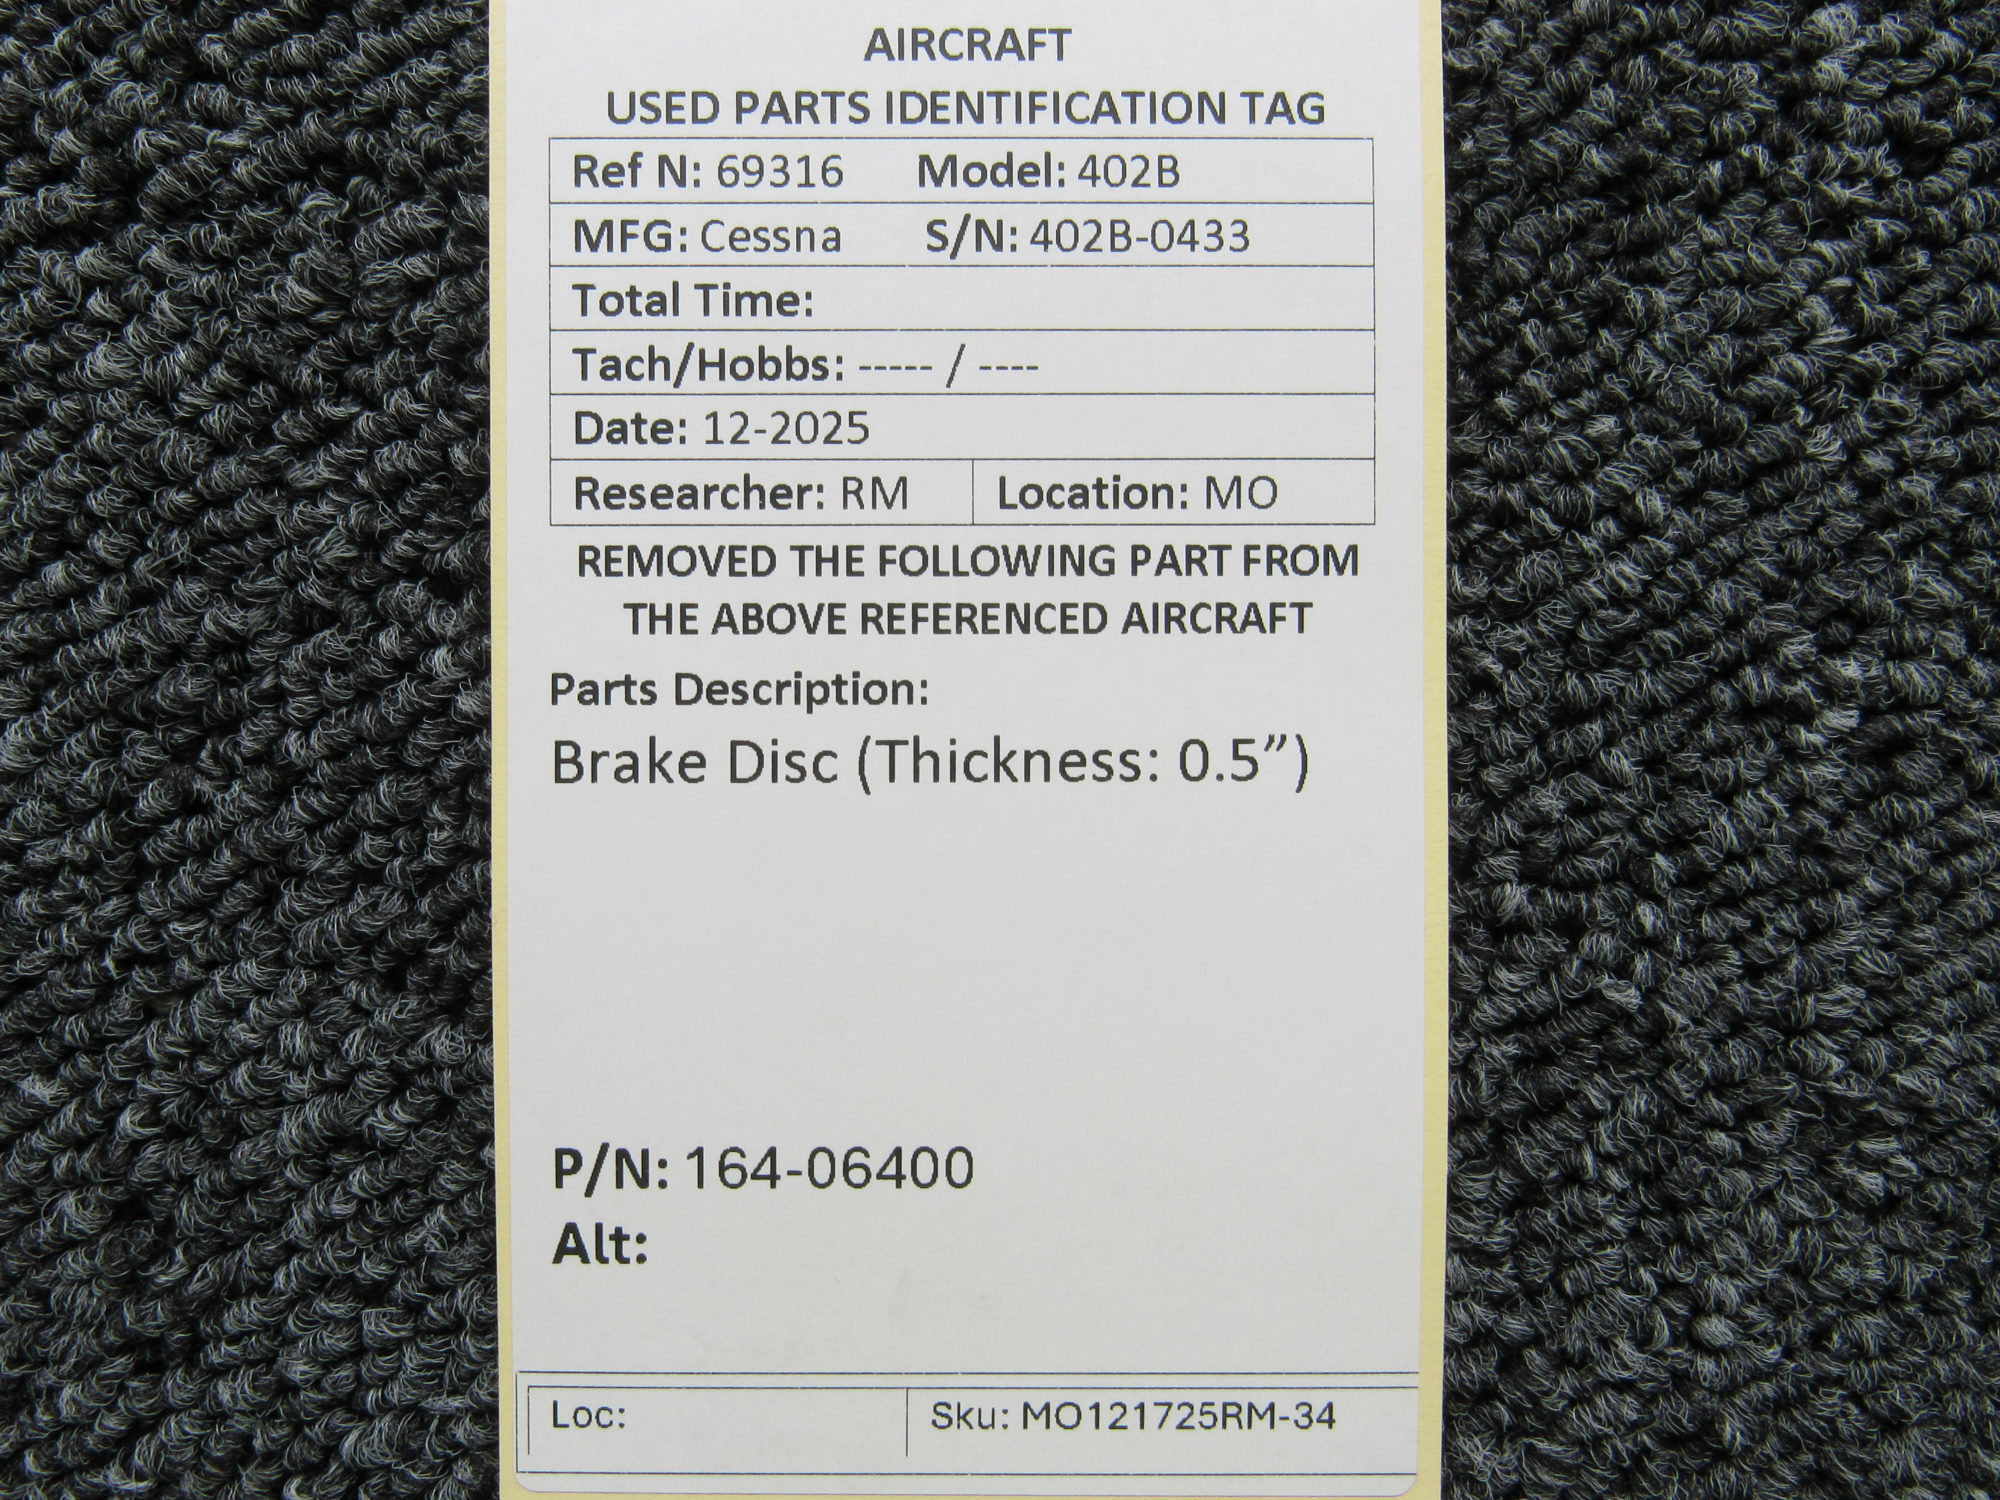 AIRCRAFT
USED PARTS IDENTIFICATION TAG
Ref N: 69316 Model: 402B
MFG: Cessna S/N: 402B-0433
Total Time:
Tach/Hobbs: ----- / ----
Date: 12-2025
Researcher: RM Location: MO
REMOVED THE FOLLOWING PART FROM
THE ABOVE REFERENCED AIRCRAFT
Parts Description:
Brake Disc (Thickness: 0.5”)
P/N: 164-06400
Alt:
Loc: Sku: MO121725RM-34